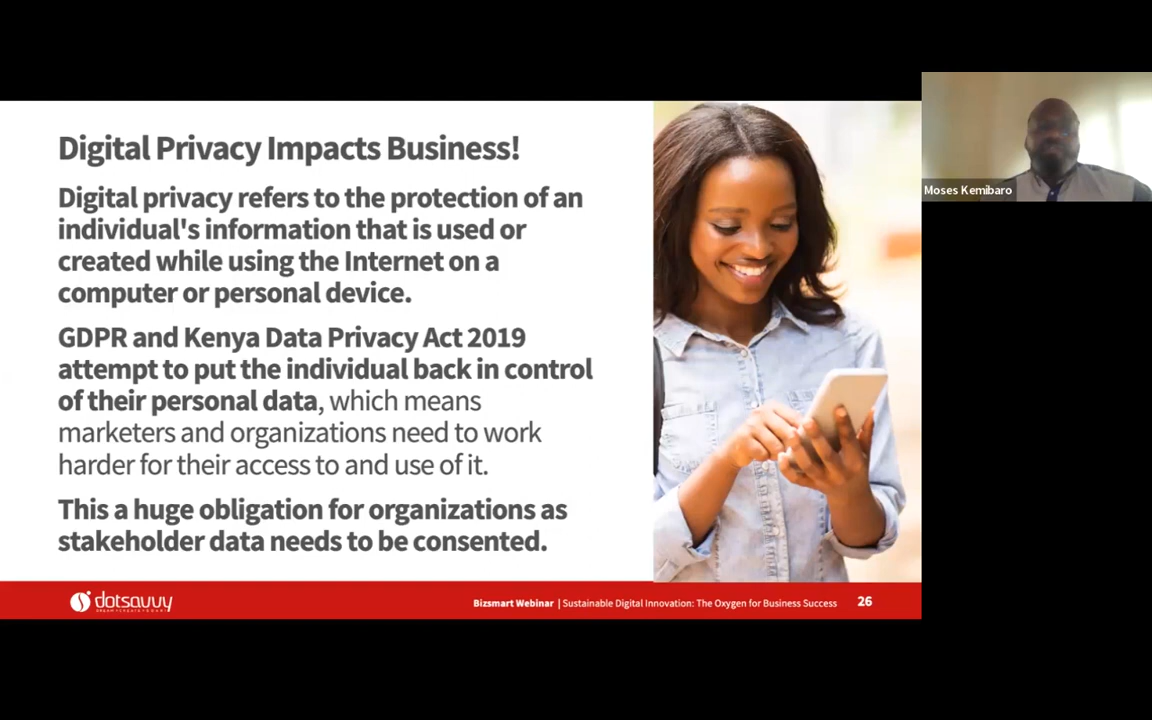 Digital Privacy Impacts Business!
Digital privacy refers to the protection of an
individual's information that is used or
created while using the Internet on a
computer or personal device.
GDPR and Kenya Data Privacy Act 2019
attempt to put the individual back in control
of their personal data, which means
marketers and organizations need to work
harder for their access to and use of it.
This a huge obligation for organizations as
stakeholder data needs to be consented.
dotsavvy
Bizsmart Webinar | Sustainable Digital Innovation: The Oxygen for Business Success 26
Moses Kemibaro